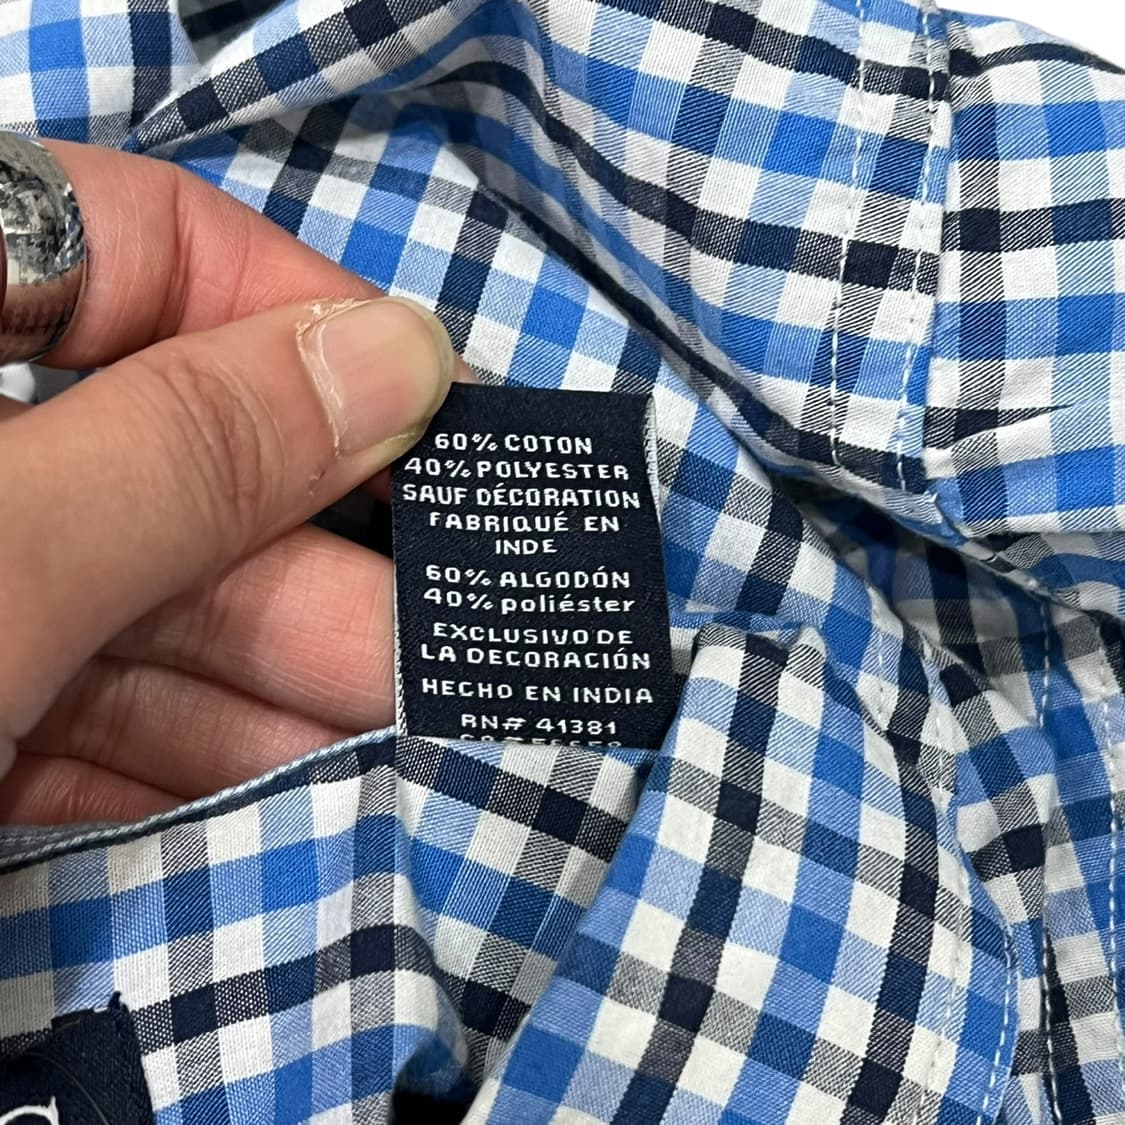 60% COTON
40% POLYESTER
SAUF DÉCORATION
FABRIQUÉ EN
INDE
60% ALGODÓN
40% poliéster
EXCLUSIVO DE
LA DECORACIÓN
HECHO EN INDIA
RN# 41381